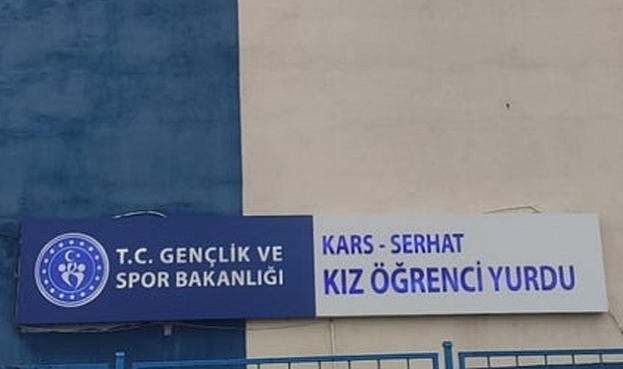 T.C. GENÇLİK VE
SPOR BAKANLIĞI
KARS - SERHAT
KIZ ÖĞRENCİ YURDU